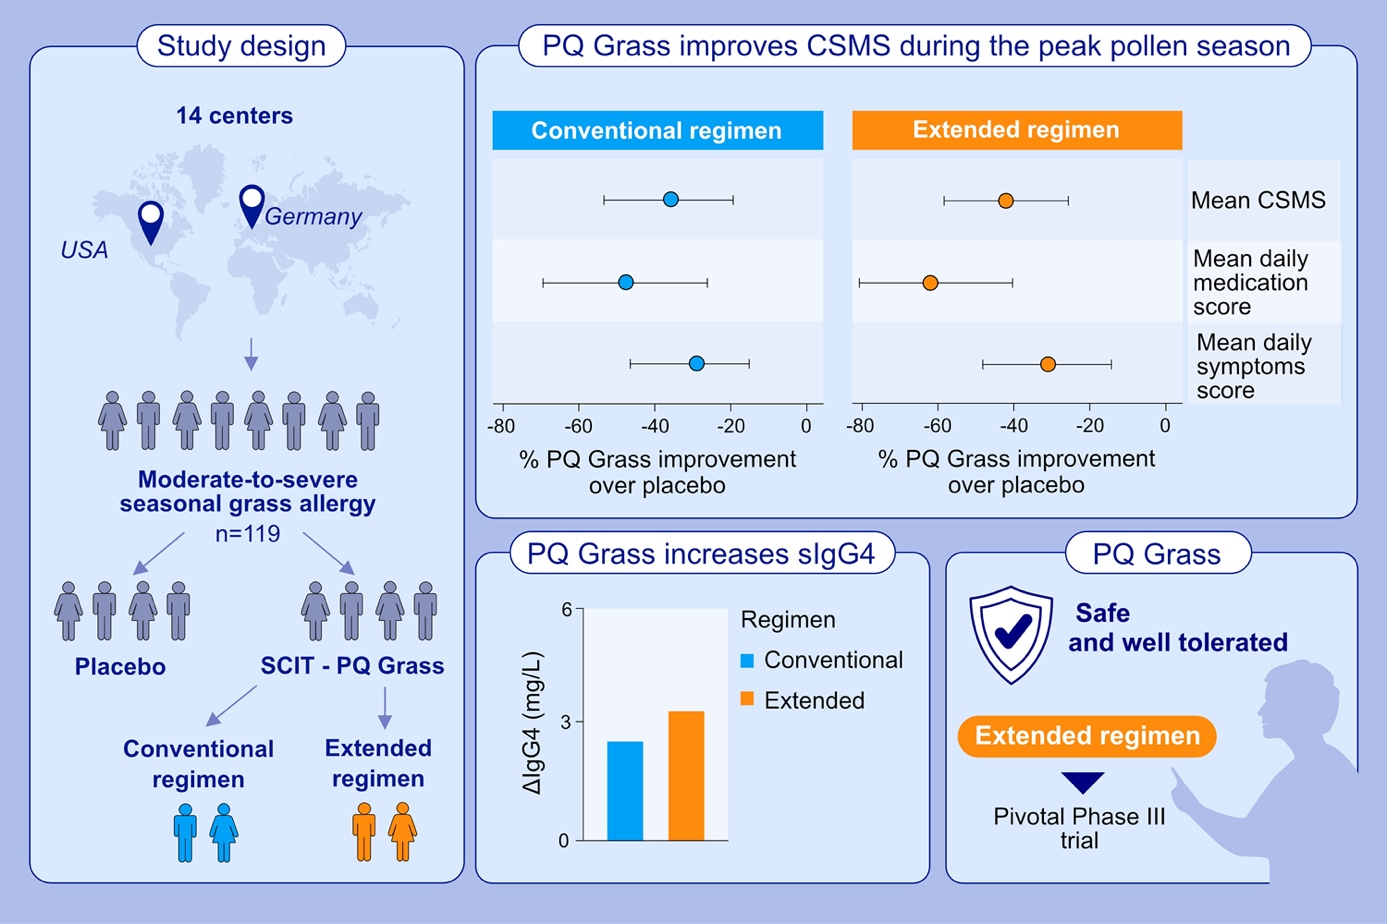 Study design
14 centers
USA
Germany
Moderate-to-severe
seasonal grass allergy
n=119
Placebo
SCIT - PQ Grass
Conventional
regimen
Extended
regimen
PQ Grass improves CSMS during the peak pollen season
Conventional regimen
Extended regimen
Mean CSMS
Mean daily
medication
score
Mean daily
symptoms
score
-80 -60 -40 -20 0
% PQ Grass improvement
over placebo
-80 -60 -40 -20 0
% PQ Grass improvement
over placebo
PQ Grass increases sIgG4
6
3
0
ΔIgG4 (mg/L)
Regimen
Conventional
Extended
PQ Grass
Safe
and well tolerated
Extended regimen
Pivotal Phase III
trial